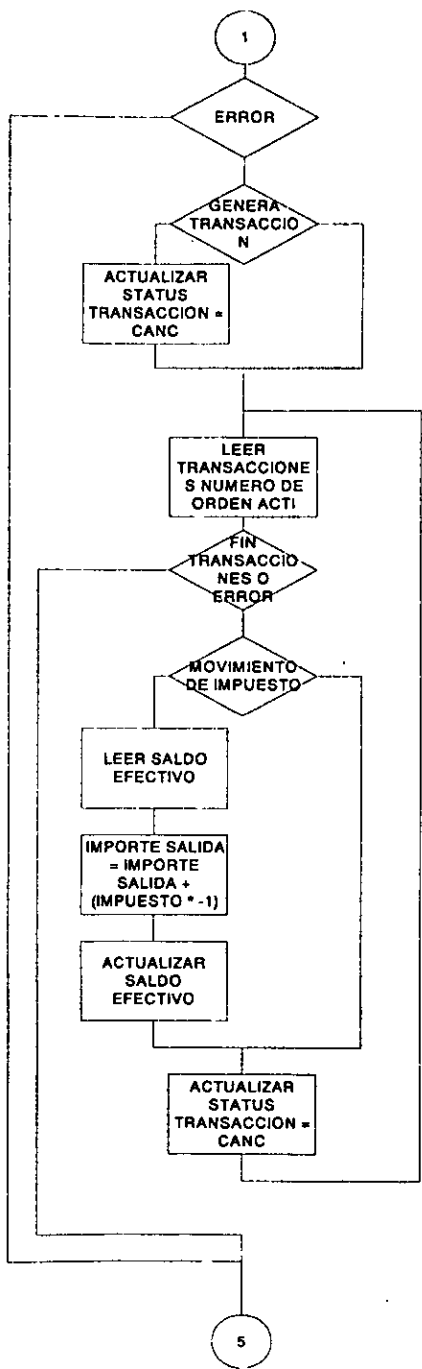 1
ERROR
GENERA
TRANSACCIO
N
ACTUALIZAR
STATUS
TRANSACCION =
CANC
LEER
TRANSACCIONE
S NUMERO DE
ORDEN ACTI
FIN
TRANSACCIO
NES O
ERROR
MOVIMIENTO
DE IMPUESTO
LEER SALDO
EFECTIVO
IMPORTE SALIDA
= IMPORTE
SALIDA +
(IMPUESTO * -1)
ACTUALIZAR
SALDO
EFECTIVO
ACTUALIZAR
STATUS
TRANSACCION =
CANC
5